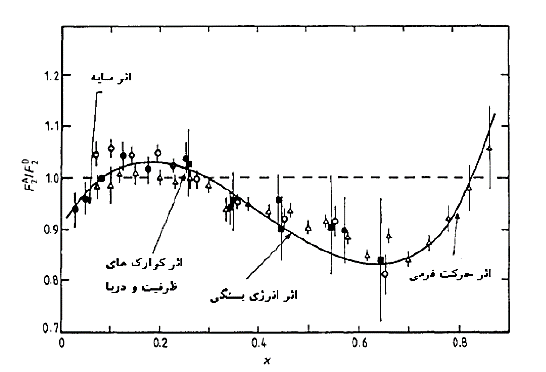 1.2
1.1
1.0
0.9
0.8
0.7
F₂ᴬ/F₂ᴰ
اثر سایه
اثر کوارک های
ظرفیت و دریا
اثر انرژی بستگی
اثر حرکت فرمی
0 0.2 0.4 0.6 0.8
x